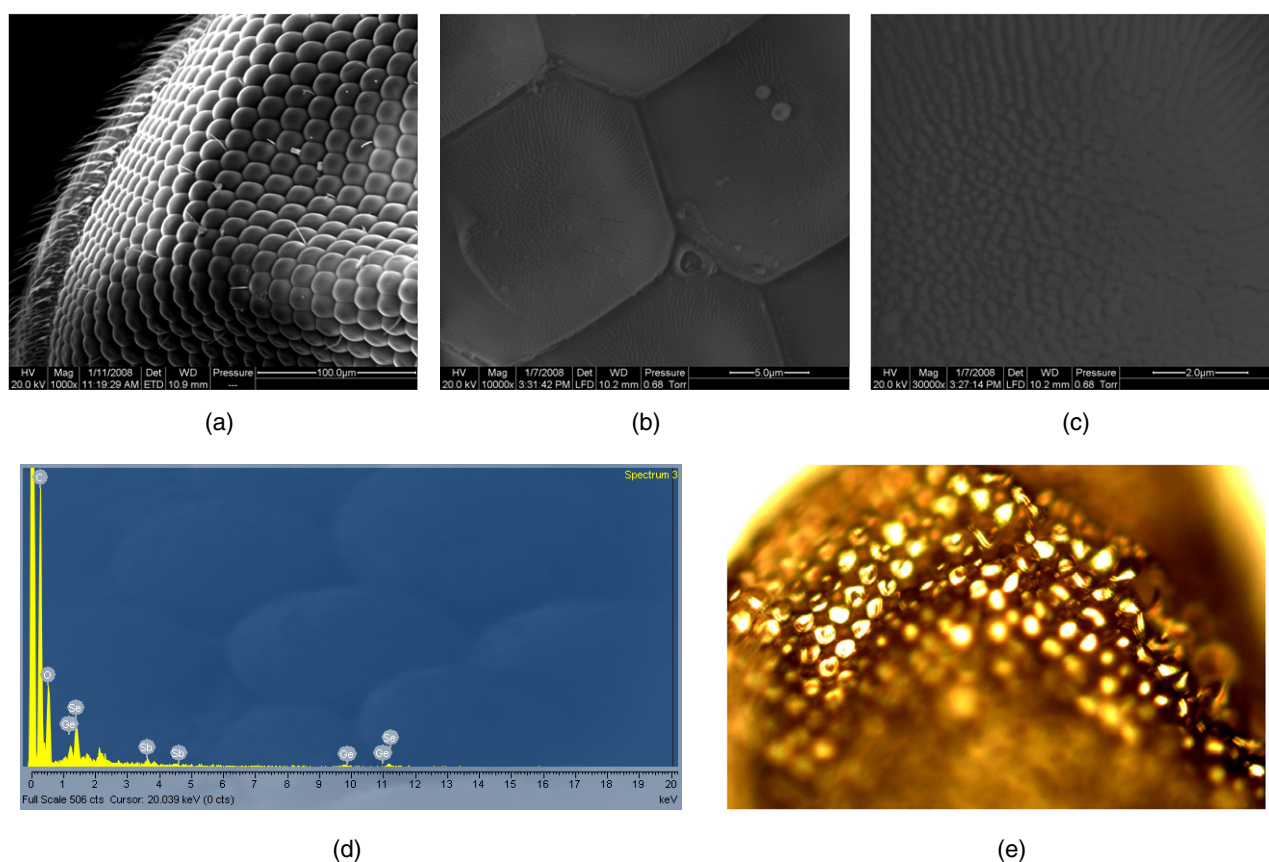 HV Mag 1/11/2008 Det WD Pressure 100.0µm
20.0 kV 1000x 11:19:29 AM ETD 10.9 mm ---
HV Mag 1/7/2008 Det WD Pressure 5.0µm
20.0 kV 10000x 3:31:42 PM LFD 10.2 mm 0.68 Torr
HV Mag 1/7/2008 Det WD Pressure 2.0µm
20.0 kV 30000x 3:27:14 PM LFD 10.2 mm 0.68 Torr
(a) (b) (c)
Spectrum 3
C
O
Se
Ge
Sb Sb
Ge
Ge
Se
0 1 2 3 4 5 6 7 8 9 10 11 12 13 14 15 16 17 18 19 20
Full Scale 506 cts Cursor: 20.039 keV (0 cts) keV
(d) (e)